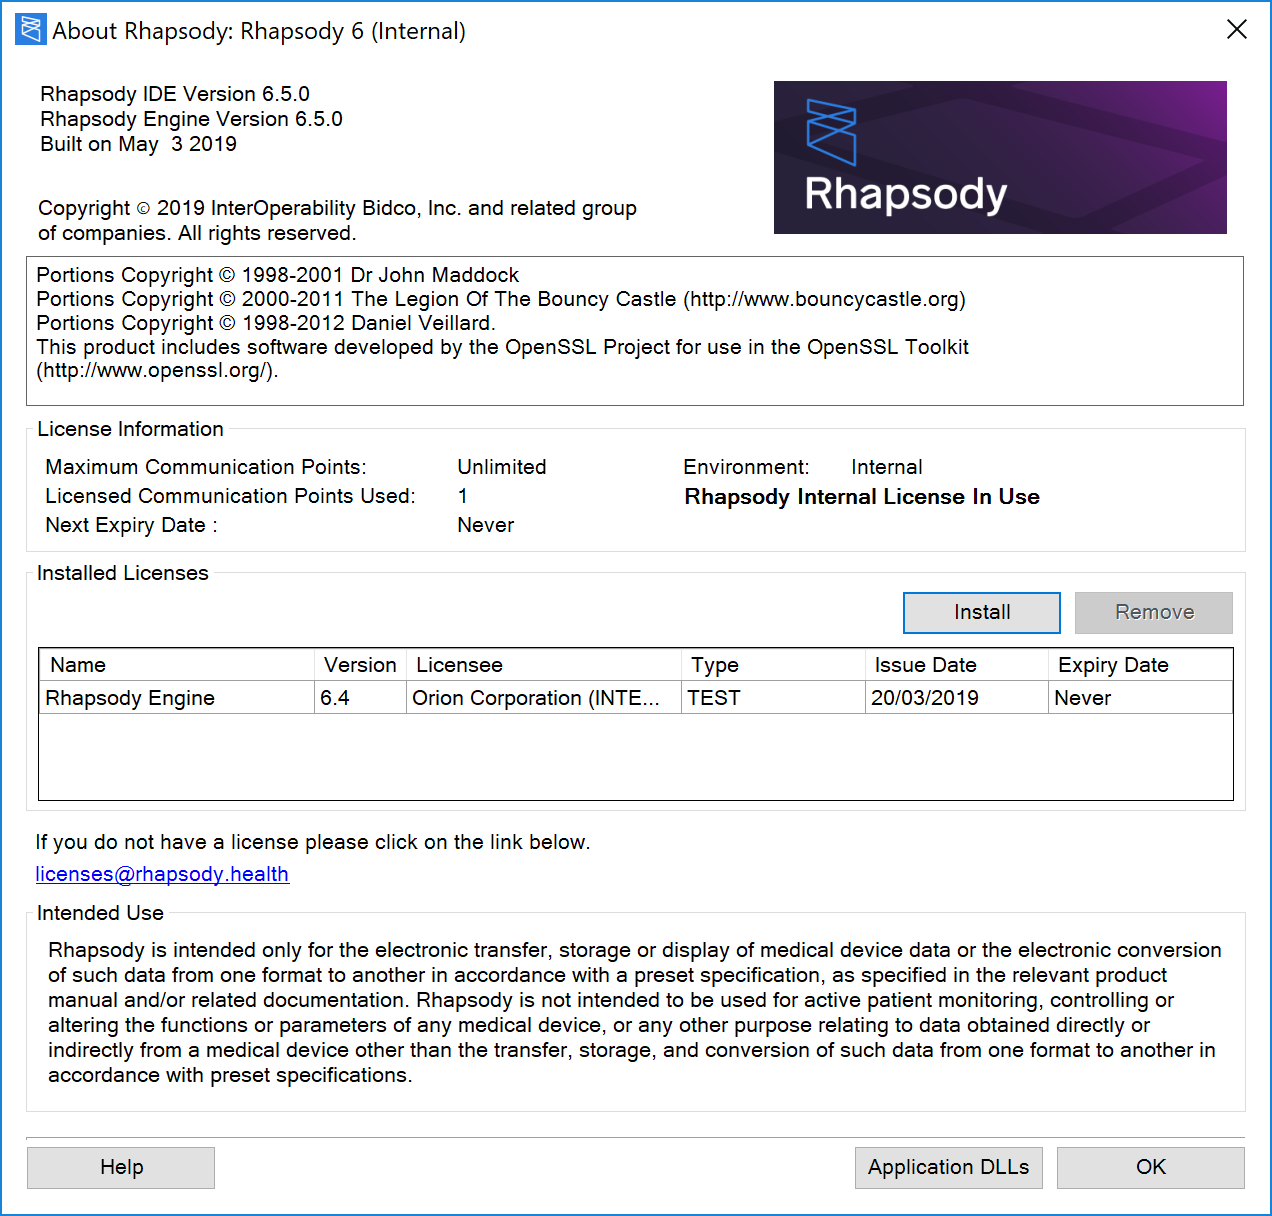 About Rhapsody: Rhapsody 6 (Internal)
Rhapsody IDE Version 6.5.0
Rhapsody Engine Version 6.5.0
Built on May  3 2019
Rhapsody
Copyright © 2019 InterOperability Bidco, Inc. and related group
of companies. All rights reserved.
Portions Copyright © 1998-2001 Dr John Maddock
Portions Copyright © 2000-2011 The Legion Of The Bouncy Castle (http://www.bouncycastle.org)
Portions Copyright © 1998-2012 Daniel Veillard.
This product includes software developed by the OpenSSL Project for use in the OpenSSL Toolkit
(http://www.openssl.org/).
License Information
Maximum Communication Points: Unlimited Environment: Internal
Licensed Communication Points Used: 1 Rhapsody Internal License In Use
Next Expiry Date : Never
Installed Licenses
Install Remove
Name Version Licensee Type Issue Date Expiry Date
Rhapsody Engine 6.4 Orion Corporation (INTE... TEST 20/03/2019 Never
If you do not have a license please click on the link below.
licenses@rhapsody.health
Intended Use
Rhapsody is intended only for the electronic transfer, storage or display of medical device data or the electronic conversion
of such data from one format to another in accordance with a preset specification, as specified in the relevant product
manual and/or related documentation. Rhapsody is not intended to be used for active patient monitoring, controlling or
altering the functions or parameters of any medical device, or any other purpose relating to data obtained directly or
indirectly from a medical device other than the transfer, storage, and conversion of such data from one format to another in
accordance with preset specifications.
Help Application DLLs OK